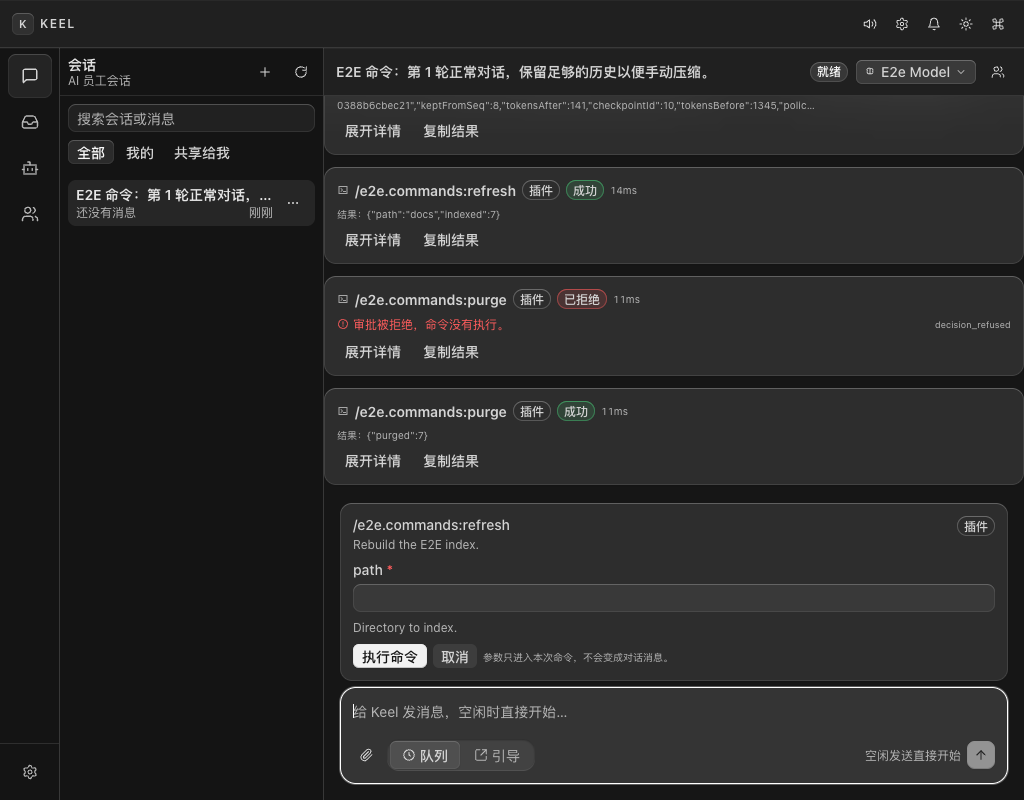 K KEEL
会话
AI 员工会话
搜索会话或消息
全部 我的 共享给我
E2E 命令：第 1 轮正常对话，...
还没有消息 刚刚
E2E 命令：第 1 轮正常对话，保留足够的历史以便手动压缩。
就绪 E2e Model
0388b6cbec21","keptFromSeq":8,"tokensAfter":141,"checkpointId":10,"tokensBefore":1345,"polic...
展开详情 复制结果
/e2e.commands:refresh 插件 成功 14ms
结果：{"path":"docs","indexed":7}
展开详情 复制结果
/e2e.commands:purge 插件 已拒绝 11ms
审批被拒绝，命令没有执行。 decision_refused
展开详情 复制结果
/e2e.commands:purge 插件 成功 11ms
结果：{"purged":7}
展开详情 复制结果
/e2e.commands:refresh 插件
Rebuild the E2E index.
path *
Directory to index.
执行命令 取消 参数只进入本次命令，不会变成对话消息。
给 Keel 发消息，空闲时直接开始...
队列 引导 空闲发送直接开始